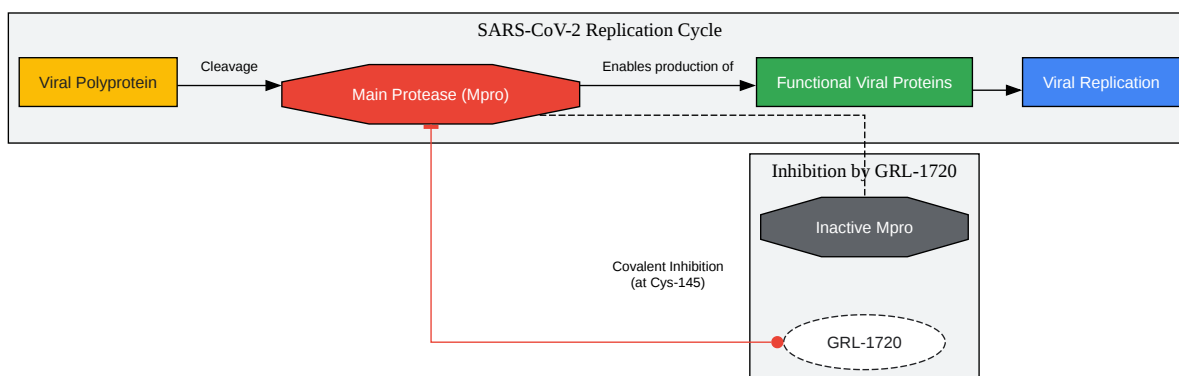 SARS-CoV-2 Replication Cycle
Viral Polyprotein
Cleavage
Main Protease (Mpro)
Enables production of
Functional Viral Proteins
Viral Replication
Inhibition by GRL-1720
Inactive Mpro
Covalent Inhibition
(at Cys-145)
GRL-1720